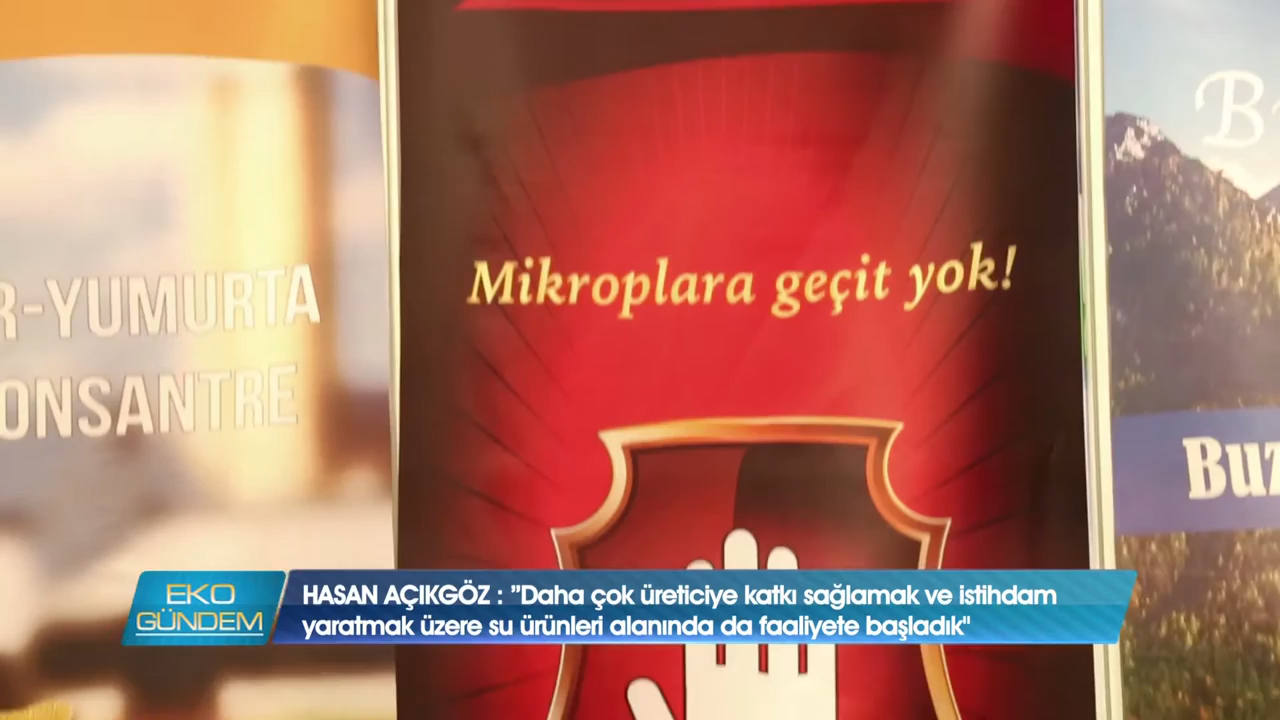 R-YUMURTA
ONSANTRE
Mikroplara geçit yok!
B
Buz
EKO
GÜNDEM
HASAN AÇIKGÖZ : ”Daha çok üreticiye katkı sağlamak ve istihdam
yaratmak üzere su ürünleri alanında da faaliyete başladık"